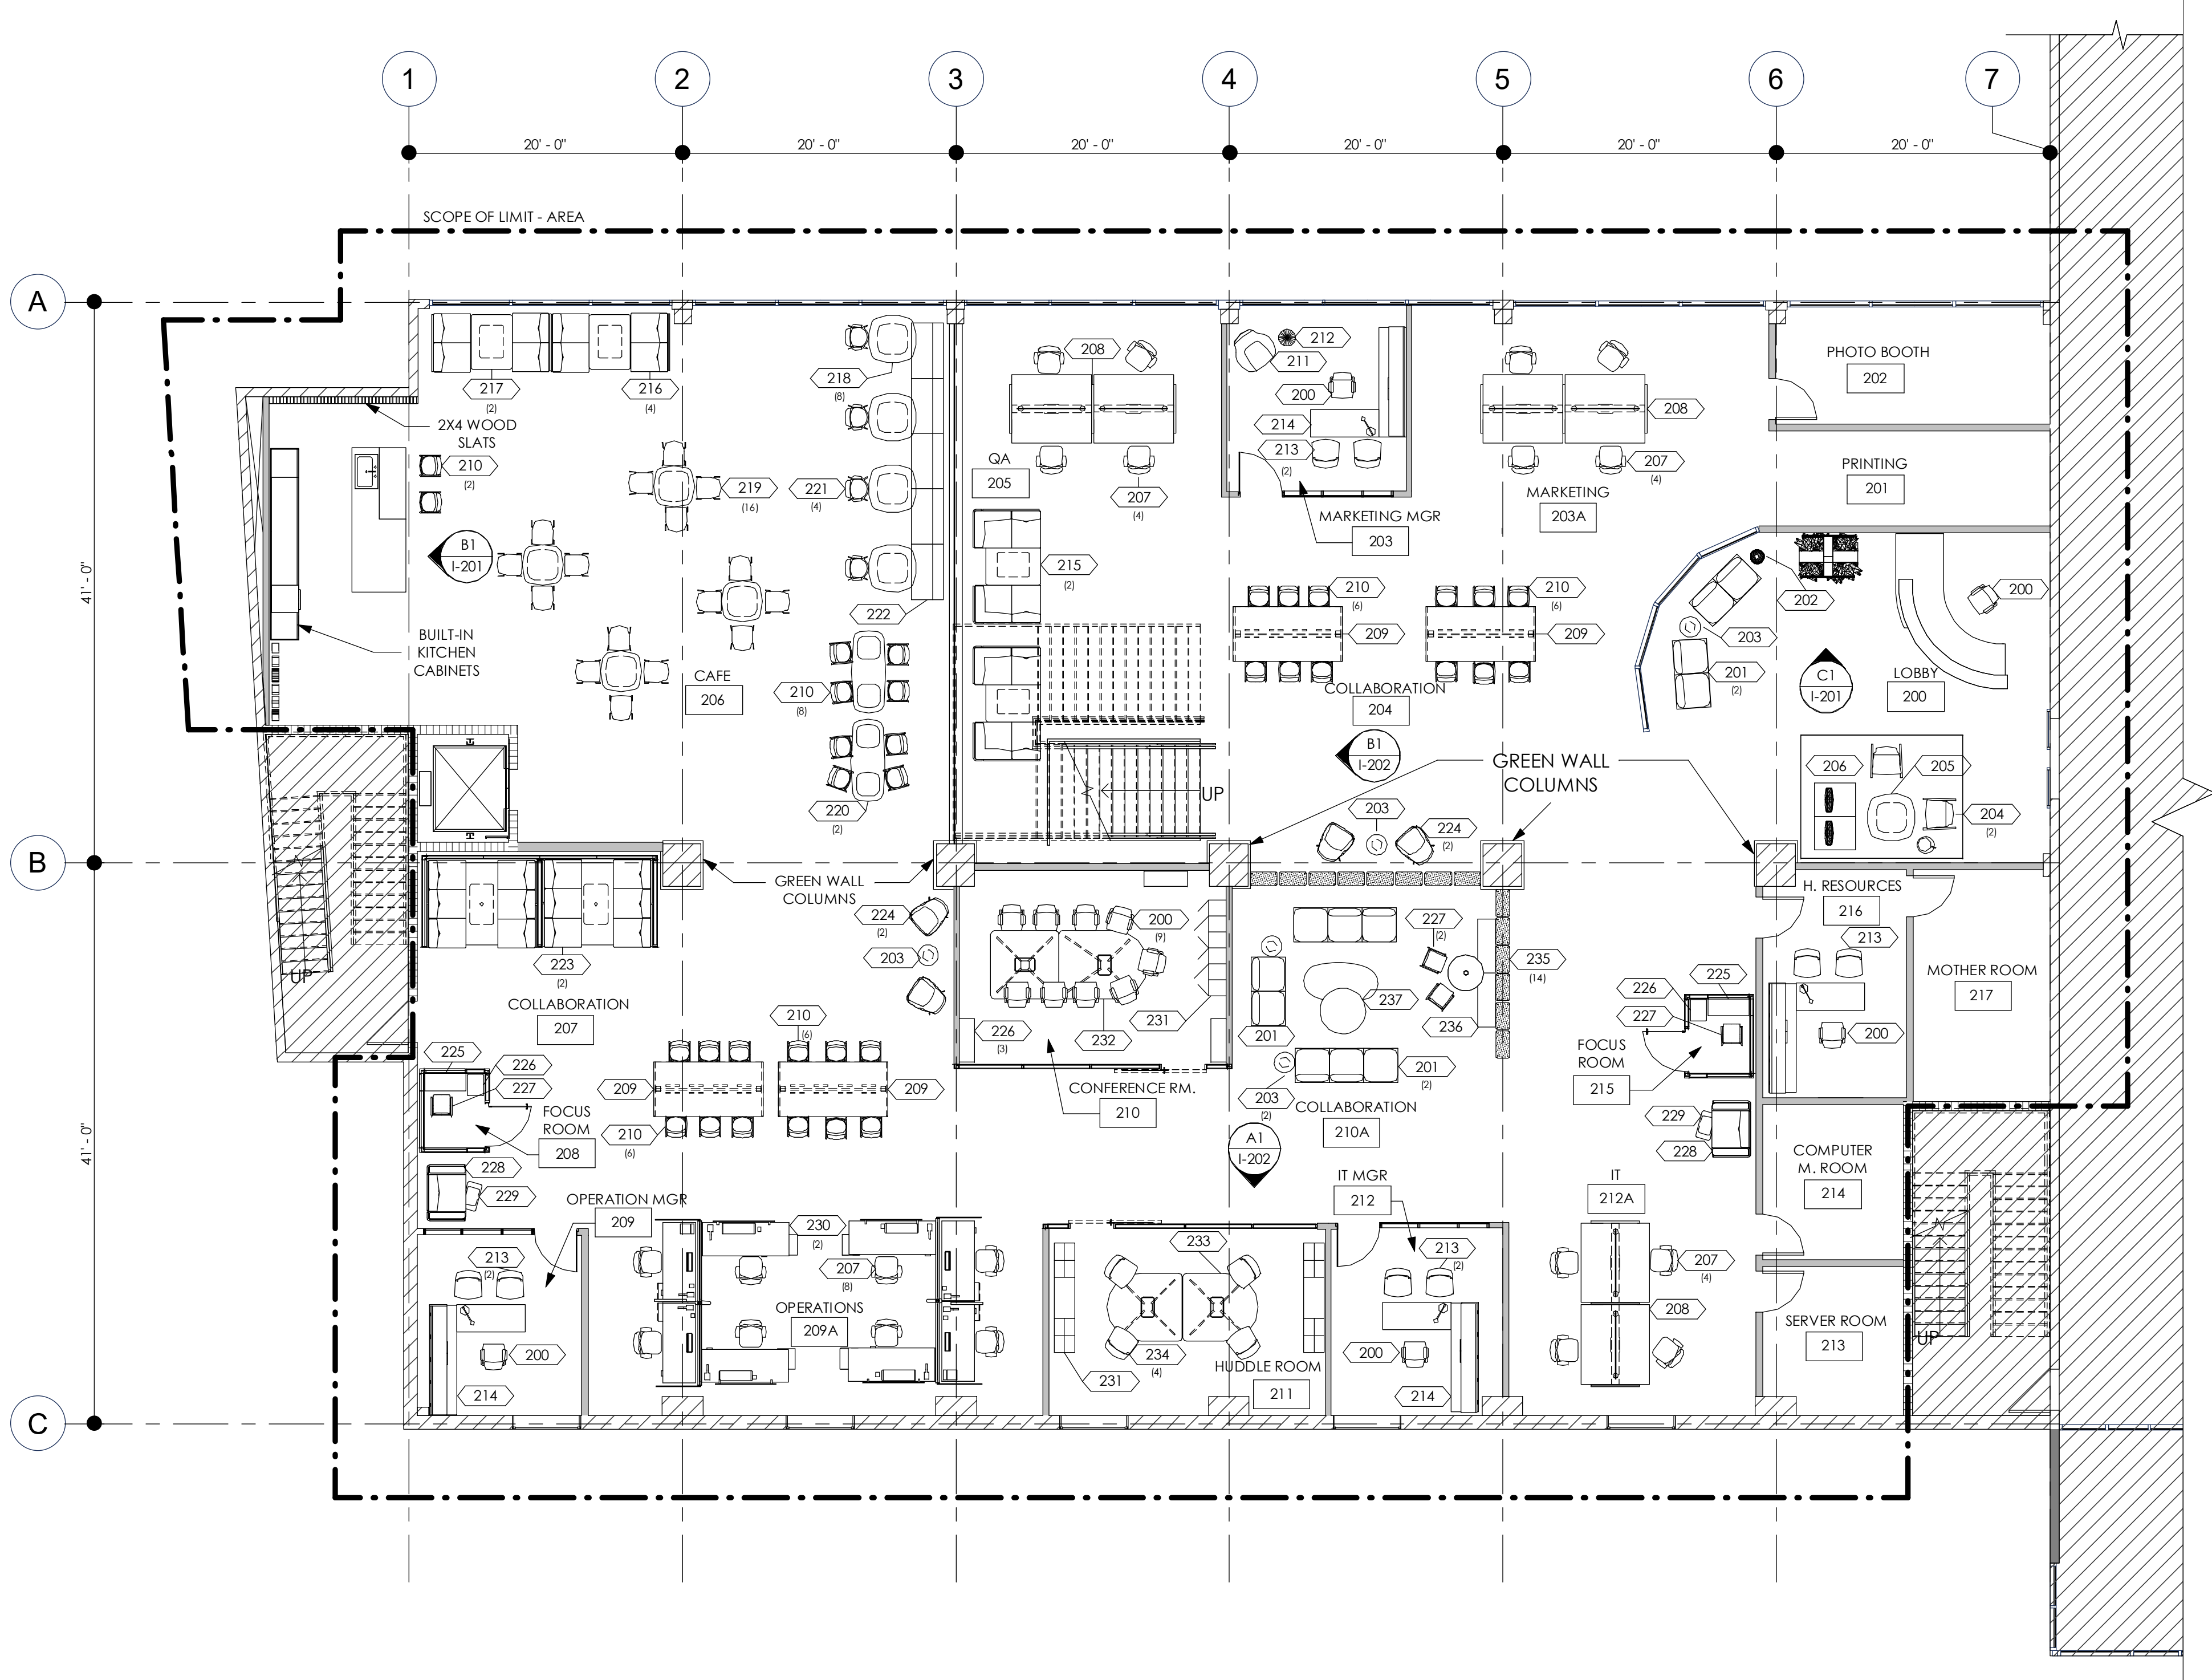 1
2
3
4
5
6
7
20' - 0"
20' - 0"
20' - 0"
20' - 0"
20' - 0"
20' - 0"
SCOPE OF LIMIT - AREA
A
41' - 0"
B
41' - 0"
C
217
(2)
216
(4)
2X4 WOOD
SLATS
210
(2)
B1
I-201
BUILT-IN
KITCHEN
CABINETS
219
(16)
218
(8)
221
(4)
222
CAFE
206
210
(8)
220
(2)
208
QA
205
207
(4)
215
(2)
UP
212
211
200
214
213
(2)
MARKETING MGR
203
208
207
(4)
MARKETING
203A
210
(6)
209
210
(6)
209
COLLABORATION
204
B1
I-202
GREEN WALL
COLUMNS
203
224
(2)
PHOTO BOOTH
202
PRINTING
201
202
200
203
201
(2)
C1
I-201
LOBBY
200
206
205
204
(2)
UP
GREEN WALL
COLUMNS
223
(2)
COLLABORATION
207
224
(2)
203
210
(6)
209
209
210
(6)
225
226
227
FOCUS
ROOM
208
228
229
OPERATION MGR
209
213
(2)
200
214
230
(2)
207
(8)
OPERATIONS
209A
200
(9)
226
(3)
232
231
CONFERENCE RM.
210
227
(2)
235
(14)
237
236
201
201
(2)
203
(2)
COLLABORATION
210A
A1
I-202
233
234
(4)
231
HUDDLE ROOM
211
IT MGR
212
213
(2)
200
214
IT
212A
207
(4)
208
225
226
227
FOCUS
ROOM
215
229
228
H. RESOURCES
216
213
200
MOTHER ROOM
217
COMPUTER
M. ROOM
214
SERVER ROOM
213
UP